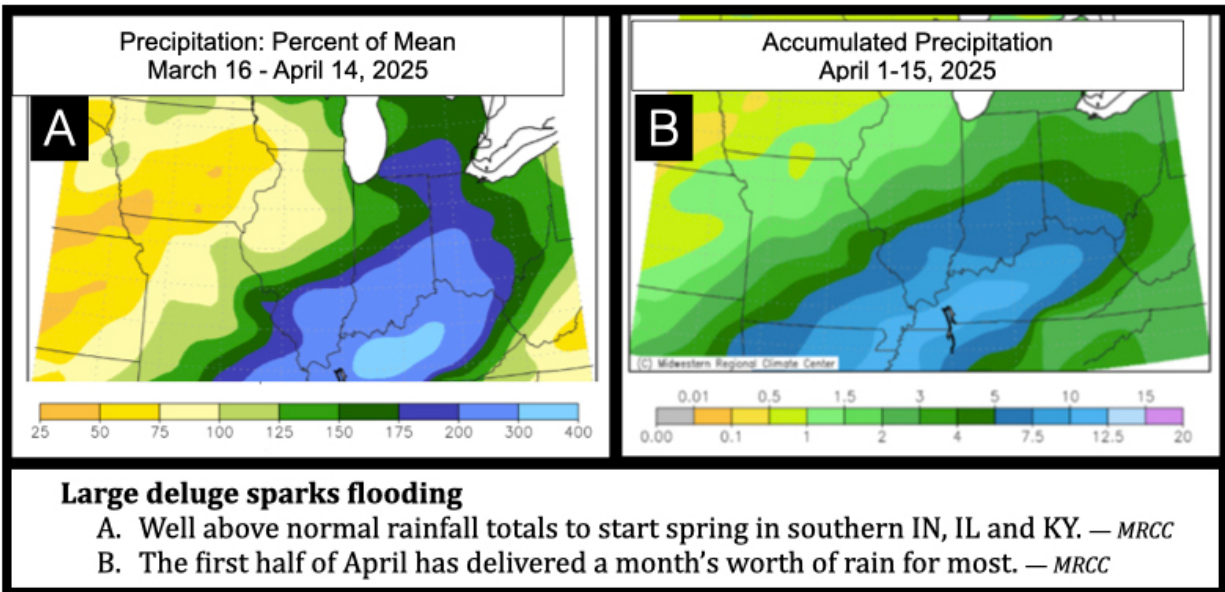 Precipitation: Percent of Mean
March 16 - April 14, 2025
A
25 50 75 100 125 150 175 200 300 400
Accumulated Precipitation
April 1-15, 2025
B
(C) Midwestern Regional Climate Center
0.01 0.5 1.5 3 5 10 15
0.00 0.1 1 2 4 7.5 12.5 20
Large deluge sparks flooding
A. Well above normal rainfall totals to start spring in southern IN, IL and KY. — MRCC
B. The first half of April has delivered a month's worth of rain for most. — MRCC